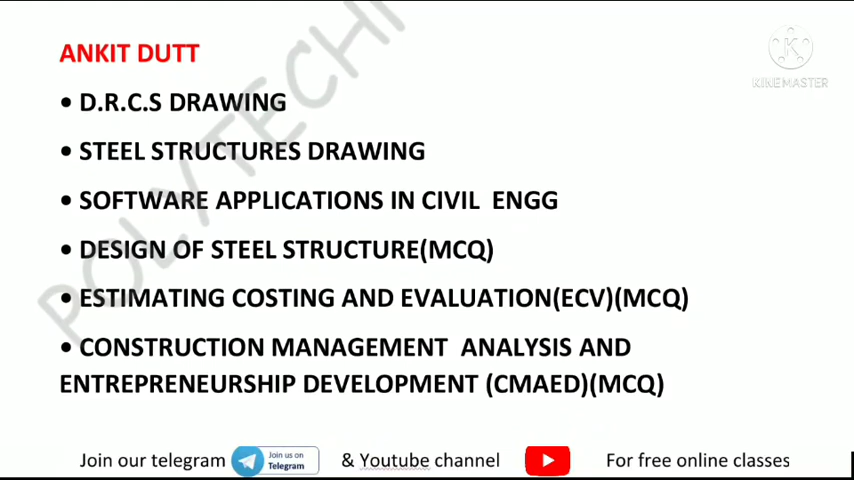 ANKIT DUTT
KINEMASTER
• D.R.C.S DRAWING
• STEEL STRUCTURES DRAWING
• SOFTWARE APPLICATIONS IN CIVIL ENGG
• DESIGN OF STEEL STRUCTURE(MCQ)
• ESTIMATING COSTING AND EVALUATION(ECV)(MCQ)
• CONSTRUCTION MANAGEMENT ANALYSIS AND
ENTREPRENEURSHIP DEVELOPMENT (CMAED)(MCQ)
Join our telegram Join us on Telegram & Youtube channel For free online classes